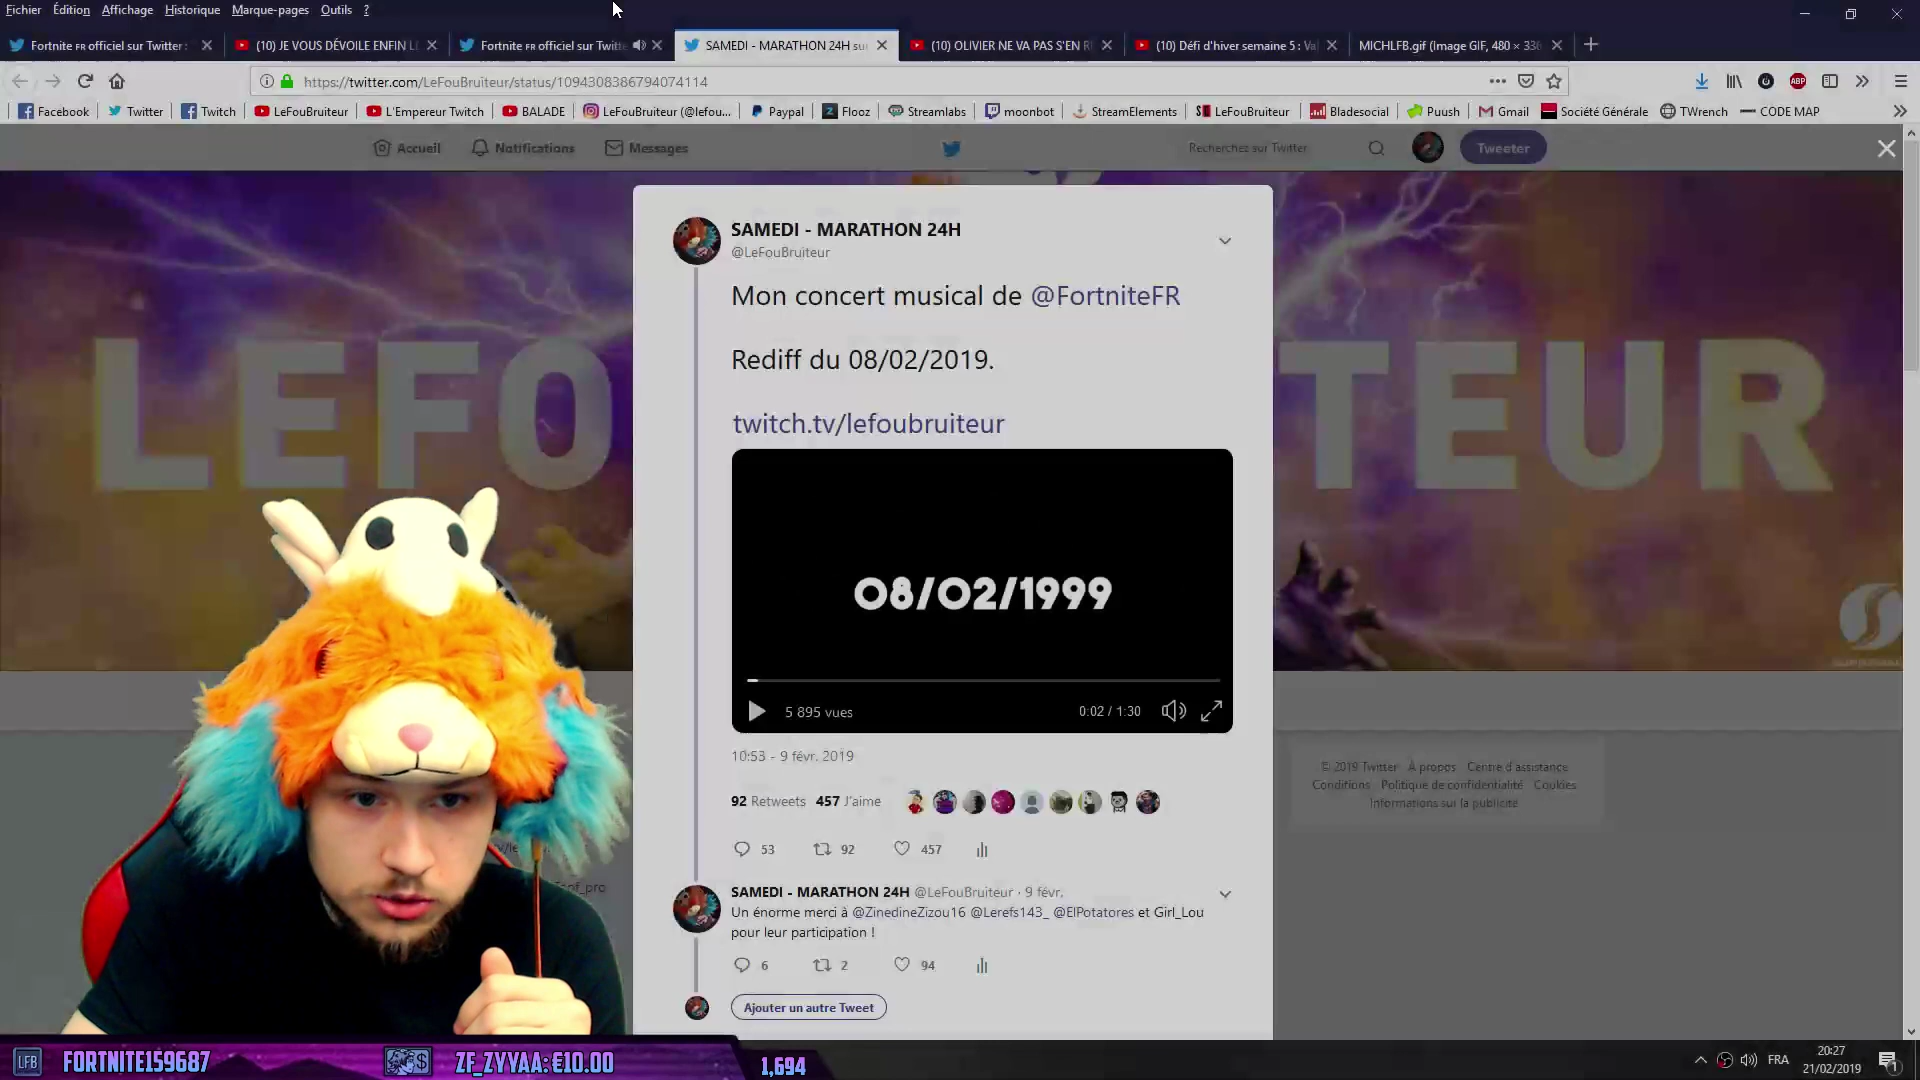 Fichier Édition Affichage Historique Marque-pages Outils ?
Fortnite FR officiel sur Twitter :
(10) JE VOUS DÉVOILE ENFIN L
Fortnite FR officiel sur Twitte
SAMEDI - MARATHON 24H su
(10) OLIVIER NE VA PAS S'EN R
(10) Défi d'hiver semaine 5 : Va
MICHLFB.gif (Image GIF, 480 × 330
https://twitter.com/LeFouBruiteur/status/1094308386794074114
ABP
Facebook Twitter Twitch LeFouBruiteur L'Empereur Twitch BALADE LeFouBruiteur (@lefou... Paypal Flooz Streamlabs moonbot StreamElements LeFouBruiteur Bladesocial Puush Gmail Société Générale TWrench CODE MAP
Accueil Notifications Messages Recherchez sur Twitter Tweeter
LEFO
TEUR
SAMEDI - MARATHON 24H
@LeFouBruiteur
Mon concert musical de @FortniteFR
Rediff du 08/02/2019.
twitch.tv/lefoubruiteur
08/02/1999
5 895 vues 0:02 / 1:30
10:53 - 9 févr. 2019
92 Retweets 457 J'aime
53 92 457
© 2019 Twitter À propos Centre d'assistance
Conditions Politique de confidentialité Cookies
Informations sur la publicité
SAMEDI - MARATHON 24H @LeFouBruiteur · 9 févr.
Un énorme merci à @ZinedineZizou16 @Lerefs143_ @ElPotatores et Girl_Lou
pour leur participation !
6 2 94
Ajouter un autre Tweet
LFB FORTNITE159687 ZF_ZYYAA: €10.00 1,694
FRA
20:27
21/02/2019
1